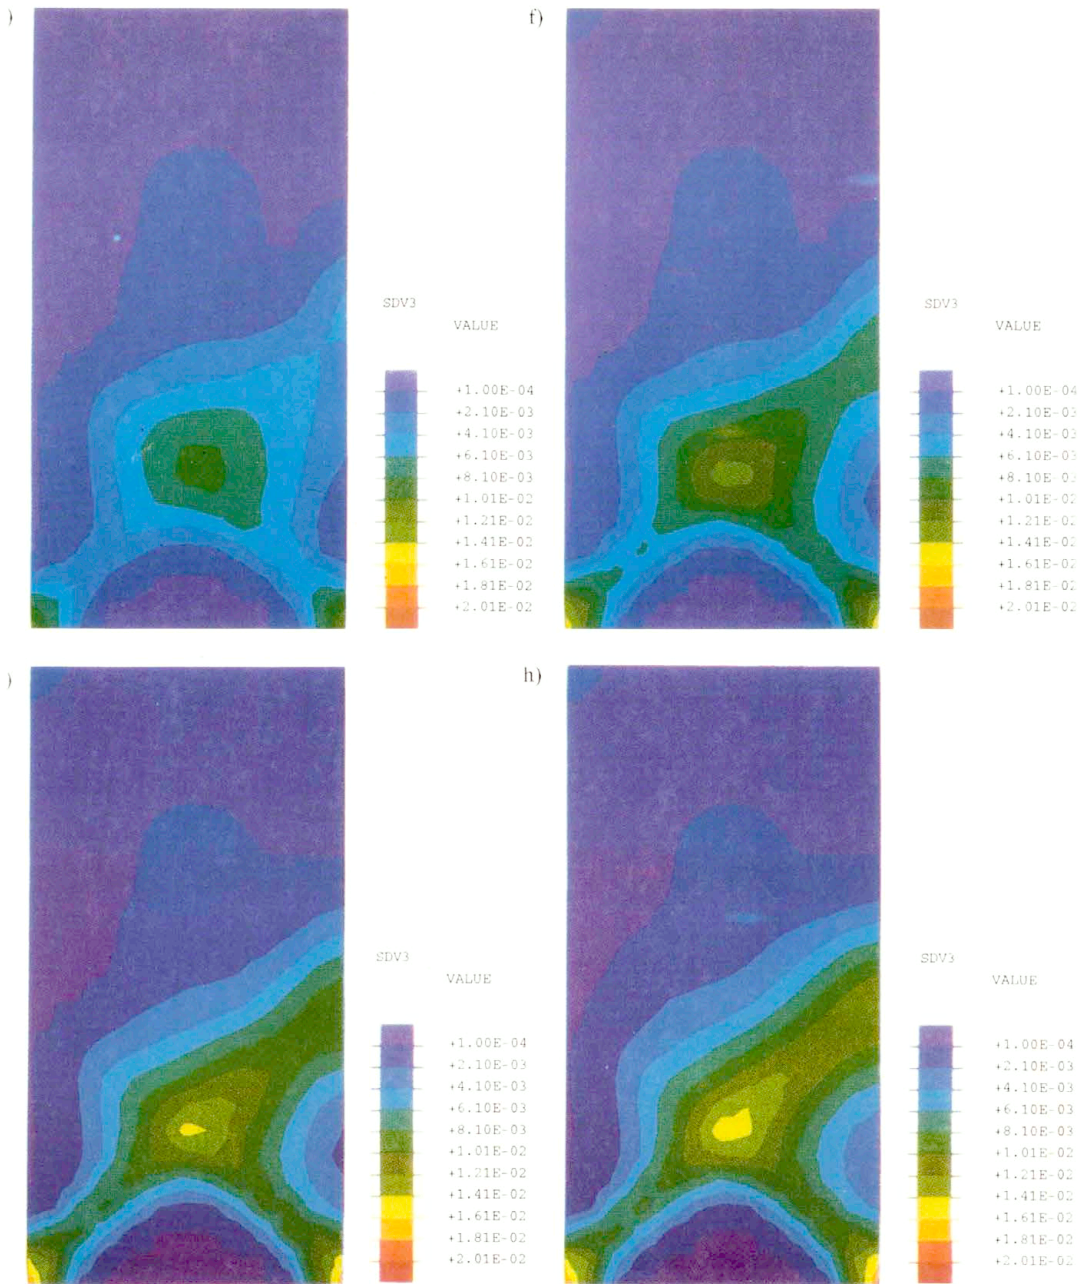 )
f)
SDV3
VALUE
+1.00E-04
+2.10E-03
+4.10E-03
+6.10E-03
+8.10E-03
+1.01E-02
+1.21E-02
+1.41E-02
+1.61E-02
+1.81E-02
+2.01E-02
SDV3
VALUE
+1.00E-04
+2.10E-03
+4.10E-03
+6.10E-03
+8.10E-03
+1.01E-02
+1.21E-02
+1.41E-02
+1.61E-02
+1.81E-02
+2.01E-02
)
h)
SDV3
VALUE
+1.00E-04
+2.10E-03
+4.10E-03
+6.10E-03
+8.10E-03
+1.01E-02
+1.21E-02
+1.41E-02
+1.61E-02
+1.81E-02
+2.01E-02
SDV3
VALUE
+1.00E-04
+2.10E-03
+4.10E-03
+6.10E-03
+8.10E-03
+1.01E-02
+1.21E-02
+1.41E-02
+1.61E-02
+1.81E-02
+2.01E-02